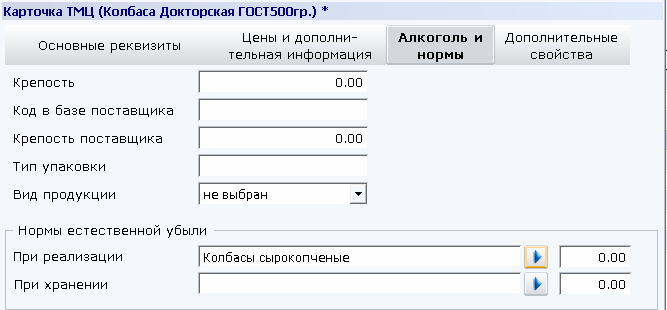 Карточка ТМЦ (Колбаса Докторская ГОСТ500гр.) *
Основные реквизиты
Цены и дополни-
тельная информация
Алкоголь и
нормы
Дополнительные
свойства
Крепость 0.00
Код в базе поставщика
Крепость поставщика 0.00
Тип упаковки
Вид продукции не выбран
Нормы естественной убыли
При реализации Колбасы сырокопченые 0.00
При хранении 0.00